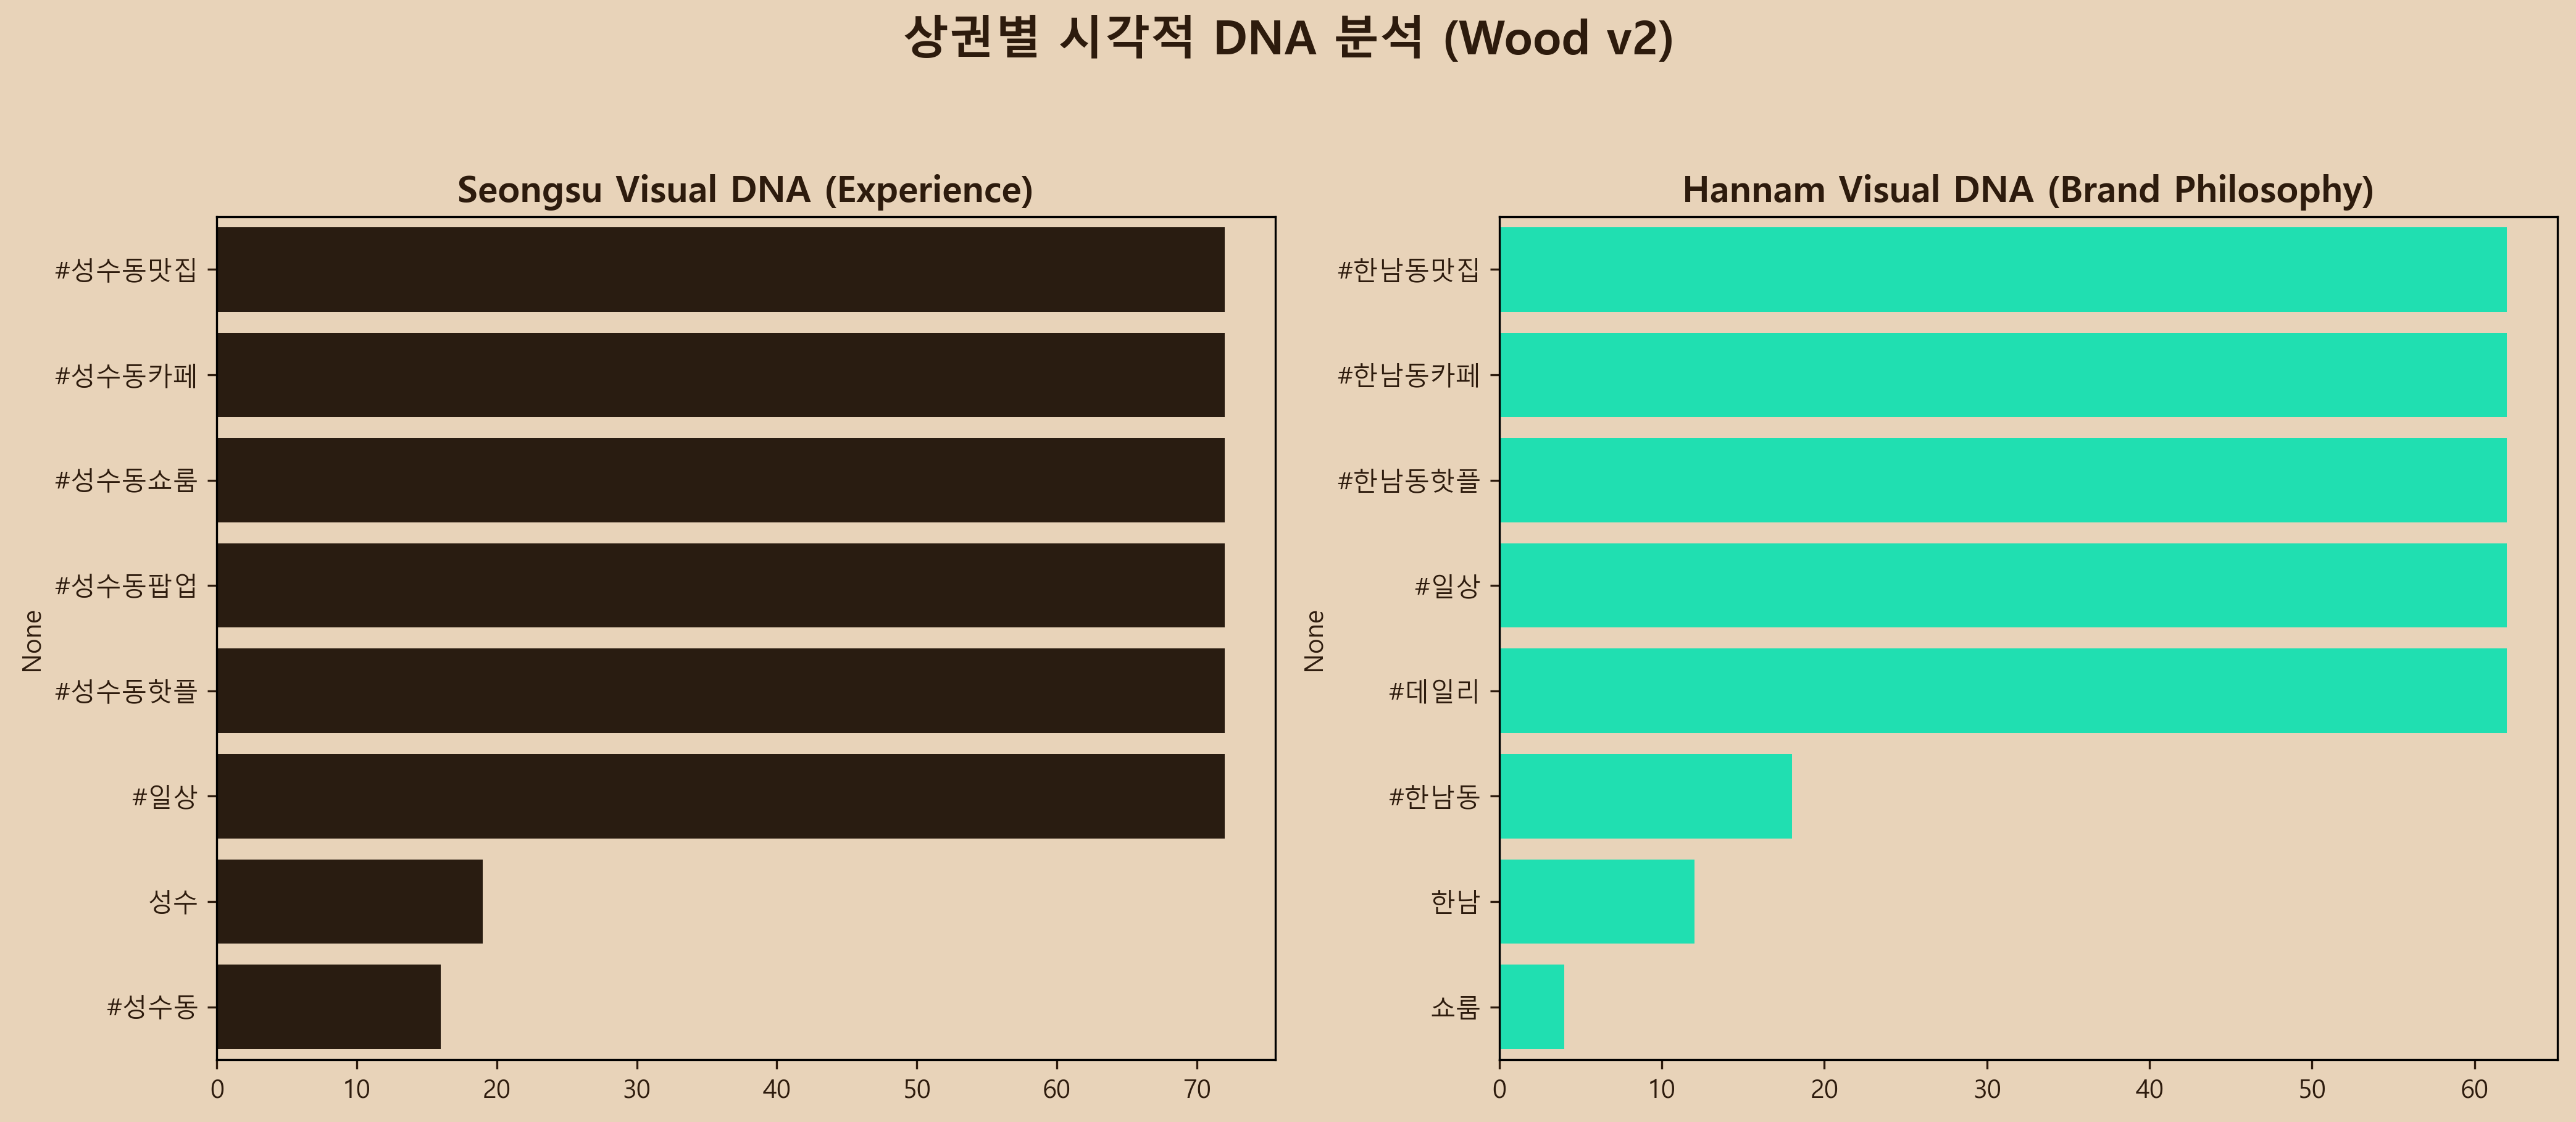 상권별 시각적 DNA 분석 (Wood v2)
Seongsu Visual DNA (Experience)
None
#성수동맛집
#성수동카페
#성수동쇼룸
#성수동팝업
#성수동핫플
#일상
성수
#성수동
0 10 20 30 40 50 60 70
Hannam Visual DNA (Brand Philosophy)
None
#한남동맛집
#한남동카페
#한남동핫플
#일상
#데일리
#한남동
한남
쇼룸
0 10 20 30 40 50 60